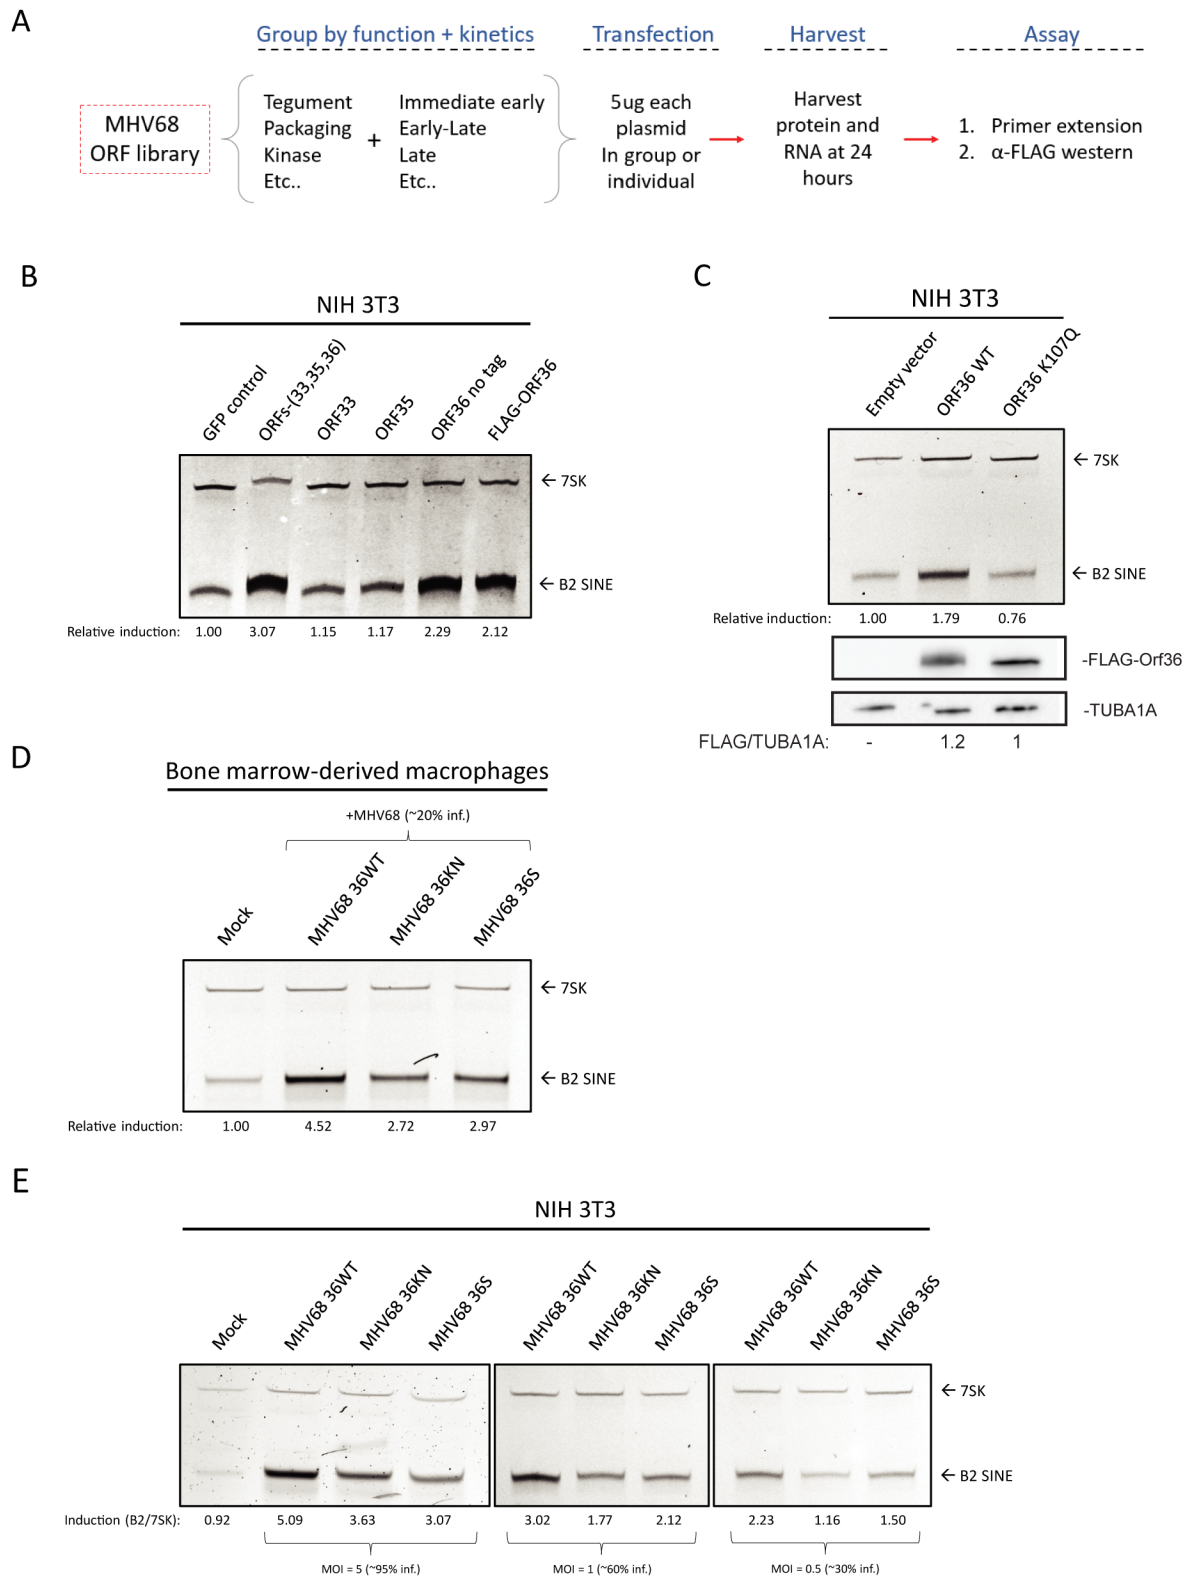 A
Group by function + kinetics
Transfection
Harvest
Assay
MHV68
ORF library
Tegument
Packaging
Kinase
Etc..
+
Immediate early
Early-Late
Late
Etc..
5ug each
plasmid
In group or
individual
Harvest
protein and
RNA at 24
hours
1. Primer extension
2. α-FLAG western
B
NIH 3T3
GFP control
ORFs-(33,35,36)
ORF33
ORF35
ORF36 no tag
FLAG-ORF36
← 7SK
← B2 SINE
Relative induction: 1.00 3.07 1.15 1.17 2.29 2.12
C
NIH 3T3
Empty vector
ORF36 WT
ORF36 K107Q
← 7SK
← B2 SINE
Relative induction: 1.00 1.79 0.76
-FLAG-Orf36
-TUBA1A
FLAG/TUBA1A: - 1.2 1
D
Bone marrow-derived macrophages
+MHV68 (~20% inf.)
Mock
MHV68 36WT
MHV68 36KN
MHV68 36S
← 7SK
← B2 SINE
Relative induction: 1.00 4.52 2.72 2.97
E
NIH 3T3
Mock
MHV68 36WT
MHV68 36KN
MHV68 36S
MHV68 36WT
MHV68 36KN
MHV68 36S
MHV68 36WT
MHV68 36KN
MHV68 36S
← 7SK
← B2 SINE
Induction (B2/7SK): 0.92 5.09 3.63 3.07 3.02 1.77 2.12 2.23 1.16 1.50
MOI = 5 (~95% inf.)
MOI = 1 (~60% inf.)
MOI = 0.5 (~30% inf.)